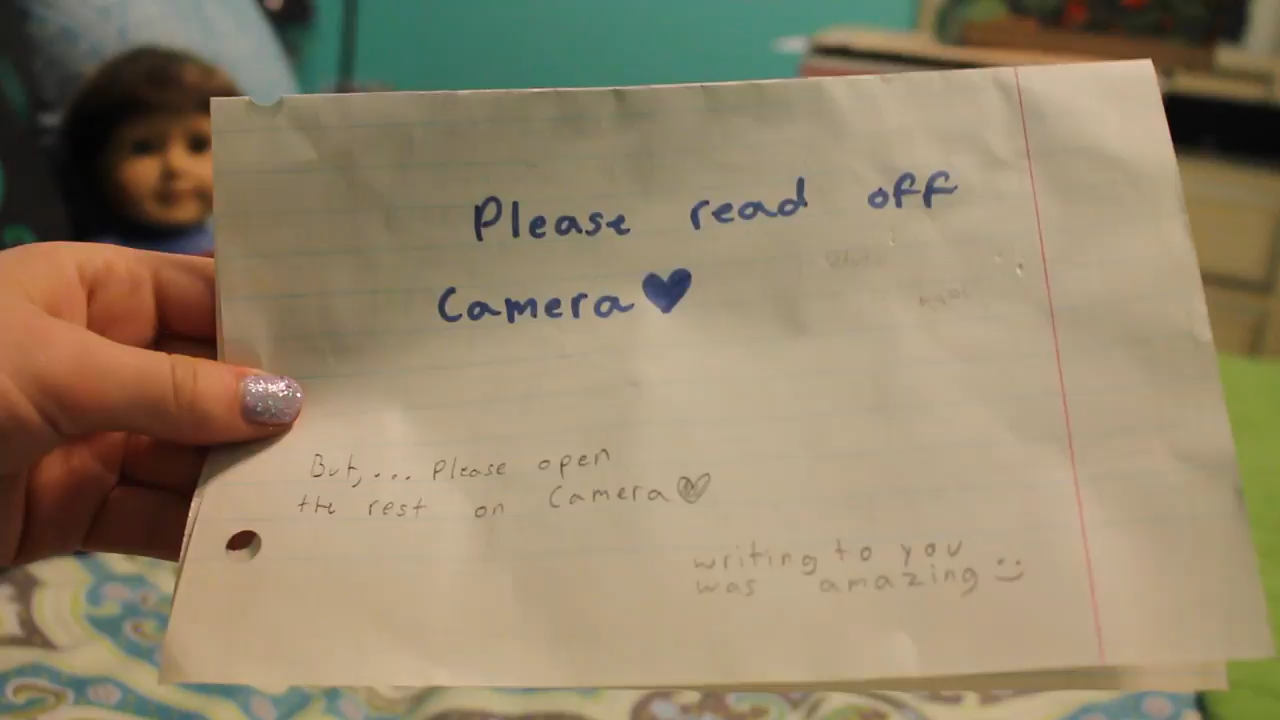 Please read off
Camera
But,... Please open
the rest on Camera
writing to you
was amazing